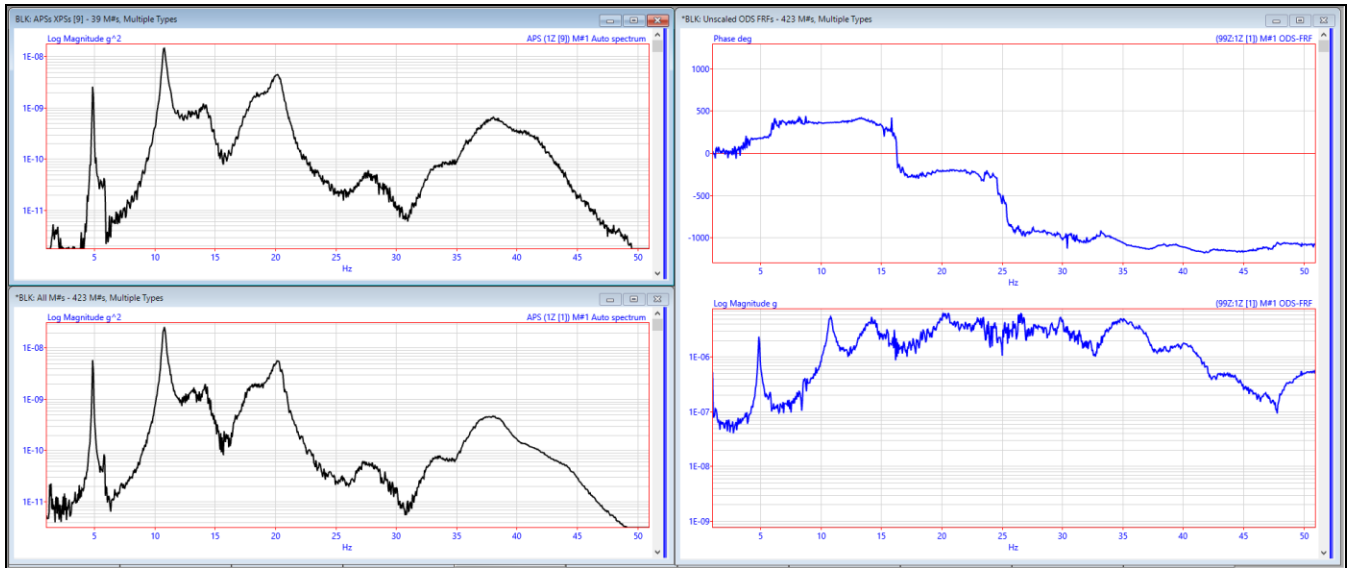 BLK: APSs XPSs [9] - 39 M#s, Multiple Types
Log Magnitude g^2
APS (1Z [9]) M#1 Auto spectrum
1E-08
1E-09
1E-10
1E-11
5 10 15 20 25 30 35 40 45 50
Hz
*BLK: All M#s - 423 M#s, Multiple Types
Log Magnitude g^2
APS (1Z [1]) M#1 Auto spectrum
1E-08
1E-09
1E-10
1E-11
5 10 15 20 25 30 35 40 45 50
Hz
*BLK: Unscaled ODS FRFs - 423 M#s, Multiple Types
Phase deg
(99Z:1Z [1]) M#1 ODS-FRF
1000
500
0
-500
-1000
5 10 15 20 25 30 35 40 45 50
Hz
Log Magnitude g
(99Z:1Z [1]) M#1 ODS-FRF
1E-06
1E-07
1E-08
1E-09
5 10 15 20 25 30 35 40 45 50
Hz